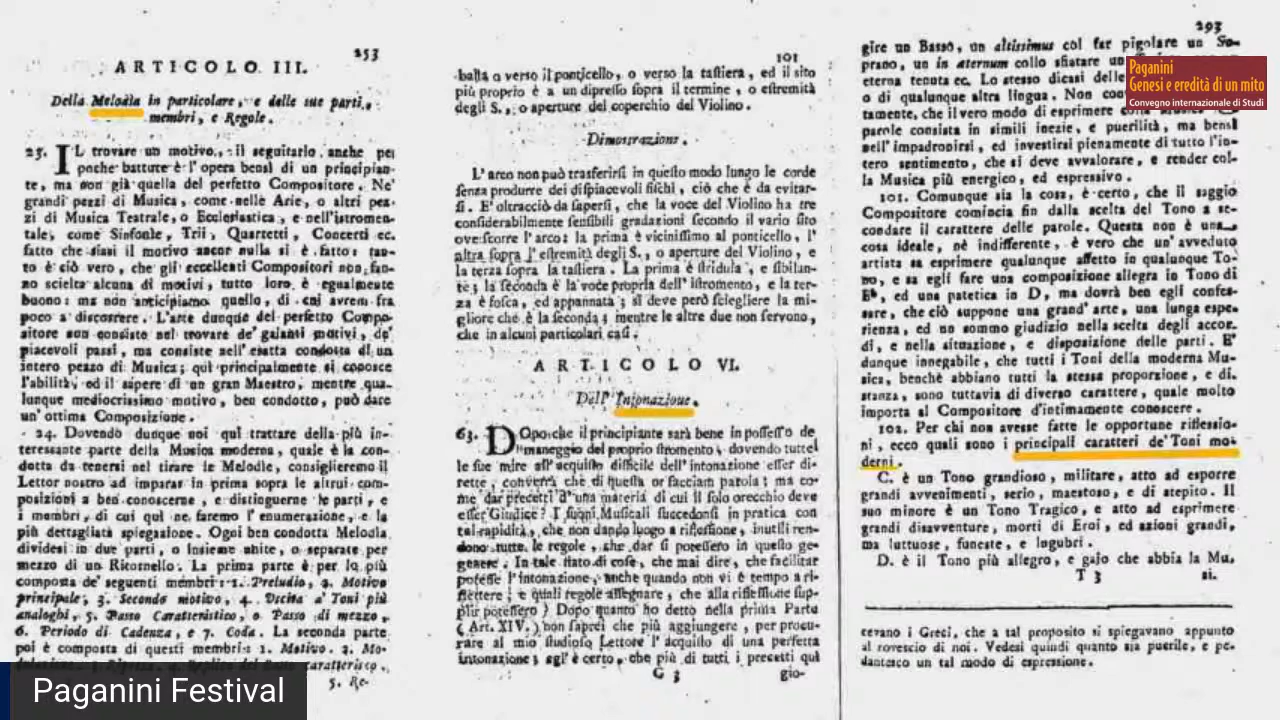 253
ARTICOLO III.
Della Melodia in particolare, e delle sue parti,
membri, e Regole.
23. IL trovare un motivo, il seguitarlo anche per
poche battute è l'opera bensì di un principian-
te, ma non già quella del perfetto Compositore. Ne'
grandi pezzi di Musica, come nelle Arie, o altri pez-
zi di Musica Teatrale, o Ecclesiastica, e nell'istromen-
tale, come Sinfonie, Trii, Quartetti, Concerti ec.
fatto che siasi il motivo ancor nulla si è fatto: tan-
to è ciò vero, che gli eccellenti Compositori non fan-
no scielta alcuna di motivi, tutto loro è egualmente
buono: ma non anticipiamo quello, di cui avrem fra
poco a discorrere. L'arte dunque del perfetto Compo-
sitore non consiste nel trovare de' galanti motivi, de'
piacevoli passi, ma consiste nell'esatta condotta di un
intero pezzo di Musica; quì principalmente si conosce
l'abilità, ed il sapere di un gran Maestro, mentre qua-
lunque mediocrissimo motivo, ben condotto, può dare
un'ottima Composizione.
24. Dovendo dunque noi quì trattare della più in-
teressante parte della Musica moderna, quale è la con-
dotta da tenersi nel tirare le Melodie, consiglieremo il
Lettor nostro ad imparar in prima sopra le altrui com-
posizioni a ben conoscerne, e distinguerne le parti, e
i membri, di cui quì ne faremo l'enumerazione, e la
più dettagliata spiegazione. Ogni ben condotta Melodia
dividesi in due parti, o insieme unite, o separate per
mezzo di un Ritornello. La prima parte è per lo più
composta de' seguenti membri: 1. Preludio, 2. Motivo
principale, 3. Secondo motivo, 4. Uscita a' Toni più
analoghi, 5. Passo Caratteristico, o Passo di mezzo,
6. Periodo di Cadenza, e 7. Coda. La seconda parte
poi è composta di questi membri: 1. Motivo. 2. Mo-
caratteristico,
5. Re-
101
balta o verso il ponticello, o verso la tastiera, ed il sito
più proprio è a un dipresso sopra il termine, o estremità
degli S., o aperture del coperchio del Violino.
Dimostrazione.
L'arco non può trasferirsi in questo modo lungo le corde
senza produrre dei dispiacevoli fischi, ciò che è da evitar-
si. E' oltracciò da sapersi, che la voce del Violino ha tre
considerabilmente sensibili gradazioni secondo il vario sito
ove scorre l'arco: la prima è vicinissimo al ponticello, l'
altra sopra l'estremità degli S., o aperture del Violino, e
la terza sopra la tastiera. La prima è stridula, e sibilan-
te, la seconda è la voce propria dell'istromento, e la ter-
za è fosca, ed appannata; si deve però sciegliere la mi-
gliore che è la seconda; mentre le altre due non servono,
che in alcuni particolari casi.
ARTICOLO VI.
Dell' Intonazione.
63. DOpo che il principiante sarà bene in possesso de
maneggio del proprio stromento, dovendo tuttel
le sue mire all'acquisto difficile dell'intonazione esser di-
rette, converrà che di questa or facciam parola: ma co-
me dar precetti d'una materia di cui il solo orecchio deve
esser Giudice? I suoni Musicali succedonsi in pratica con
tal rapidità, che non dando luogo a riflessione, inutili ren-
dono tutte le regole, che dar si potessero in questo ge-
nere. In tale stato di cose, che mai dire, che facilitar
potesse l'intonazione, anche quando non vi è tempo a ri-
flettere; e quali regole assegnare, che alla riflessione sup-
plir potessero? Dopo quanto ho detto nella prima Parte
(Art. XIV.) non saprei che più aggiungere, per procu-
rare al mio studioso Lettore l'acquisto di una perfetta
intonazione; egl'è certo, che più di tutti i precetti quì
G 3 gio-
293
gire un Basso, un altissimus col far pigolare un So-
prano, un in aternum collo sfiatare un
eterna tenuta ec. Lo stesso dicasi delle
o di qualunque altra lingua. Non
tamente, che il vero modo di esprimere
parole consista in simili inezie, e puerilità, ma bensì
nell'impadronirsi, ed investirsi pienamente di tutto l'in-
tero sentimento, che si deve avvalorare, e render col-
la Musica più energico, ed espressivo.
101. Comunque sia la cosa, è certo, che il saggio
Compositore comincia fin dalla scelta del Tono a se-
condare il carattere delle parole. Questa non è una
cosa ideale, nè indifferente, è vero che un'avveduto
artista sa esprimere qualunque affetto in qualunque To-
no, e sa egli fare una composizione allegra in Tono di
Eb, ed una patetica in D, ma dovrà ben egli confes-
sare, che ciò suppone una grand'arte, una lunga espe-
rienza, ed un sommo giudizio nella scelta degli accor-
di, e nella situazione, e disposizione delle parti. E'
dunque innegabile, che tutti i Toni della moderna Mu-
sica, benchè abbiano tutti la stessa proporzione, e di-
stanza, sono tuttavia di diverso carattere, quale molto
importa al Compositore d'intimamente conoscere.
102. Per chi non avesse fatte le opportune riflessio-
ni, ecco quali sono i principali caratteri de' Toni mo-
derni.
C. è un Tono grandioso, militare, atto ad esporre
grandi avvenimenti, serio, maestoso, e di strepito. Il
suo minore è un Tono Tragico, e atto ad esprimere
grandi disavventure, morti di Eroi, ed azioni grandi,
ma luttuose, funeste, e lugubri.
D. è il Tono più allegro, e gajo che abbia la Mu-
T 3 si-
cevano i Greci, che a tal proposito si spiegavano appunto
al rovescio di noi. Vedesi quindi quanto sia puerile, e pe-
dantesco un tal modo di espressione.
Paganini
Genesi e eredità di un mito
Convegno internazionale di Studi
Paganini Festival